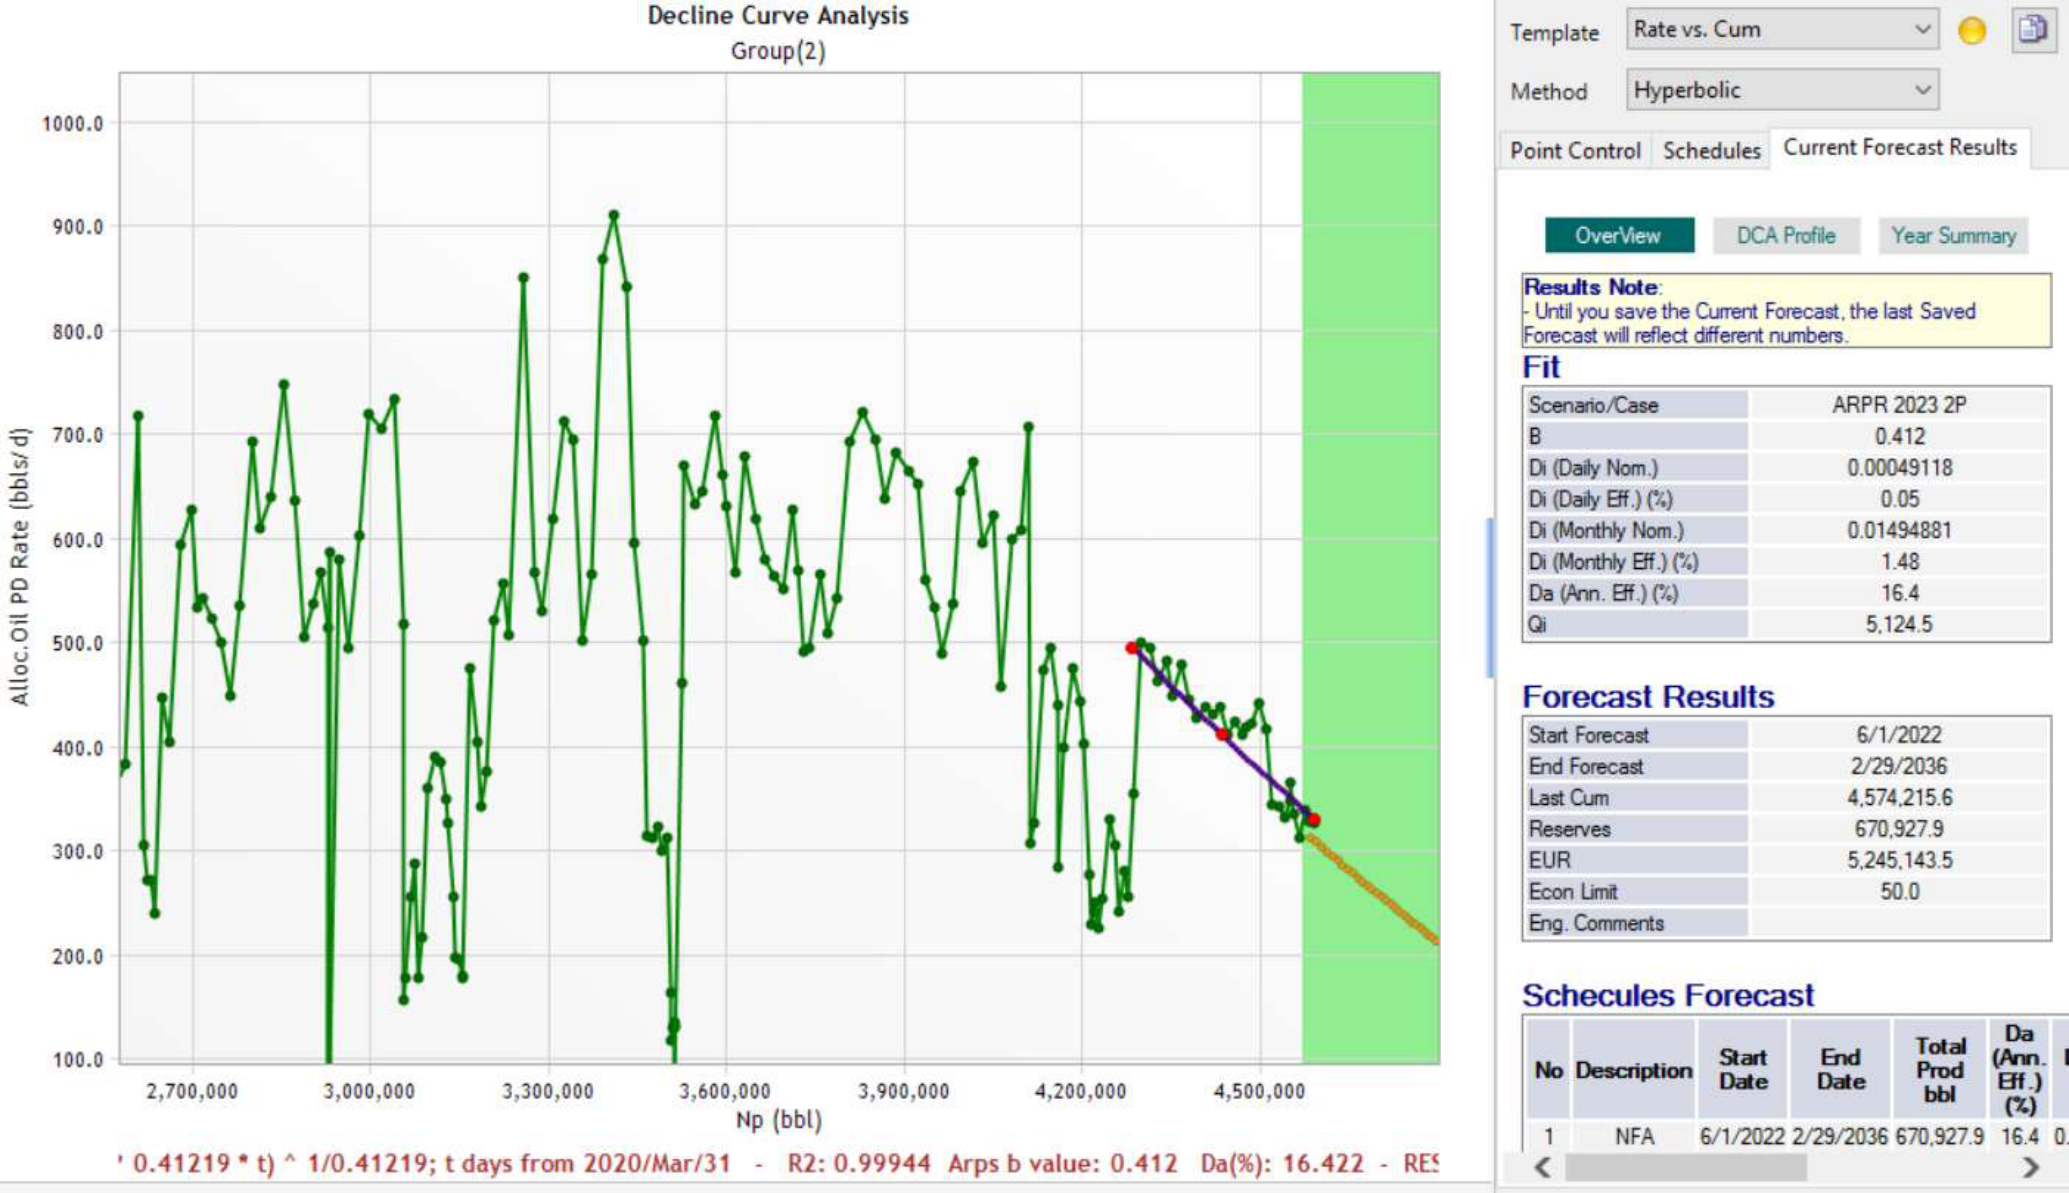 Decline Curve Analysis
Group(2)
Alloc.Oil PD Rate (bbls/d)
1000.0
900.0
800.0
700.0
600.0
500.0
400.0
300.0
200.0
100.0
2,700,000 3,000,000 3,300,000 3,600,000 3,900,000 4,200,000 4,500,000
Np (bbl)
' 0.41219 * t) ^ 1/0.41219; t days from 2020/Mar/31 - R2: 0.99944 Arps b value: 0.412 Da(%): 16.422 - RES
Template Rate vs. Cum
Method Hyperbolic
Point Control Schedules Current Forecast Results
OverView DCA Profile Year Summary
Results Note:
- Until you save the Current Forecast, the last Saved
Forecast will reflect different numbers.
Fit
Scenario/Case ARPR 2023 2P
B 0.412
Di (Daily Nom.) 0.00049118
Di (Daily Eff.) (%) 0.05
Di (Monthly Nom.) 0.01494881
Di (Monthly Eff.) (%) 1.48
Da (Ann. Eff.) (%) 16.4
Qi 5,124.5
Forecast Results
Start Forecast 6/1/2022
End Forecast 2/29/2036
Last Cum 4,574,215.6
Reserves 670,927.9
EUR 5,245,143.5
Econ Limit 50.0
Eng. Comments
Schecules Forecast
No Description Start Date End Date Total Prod bbl Da (Ann. Eff.) (%)
1 NFA 6/1/2022 2/29/2036 670,927.9 16.4 0.